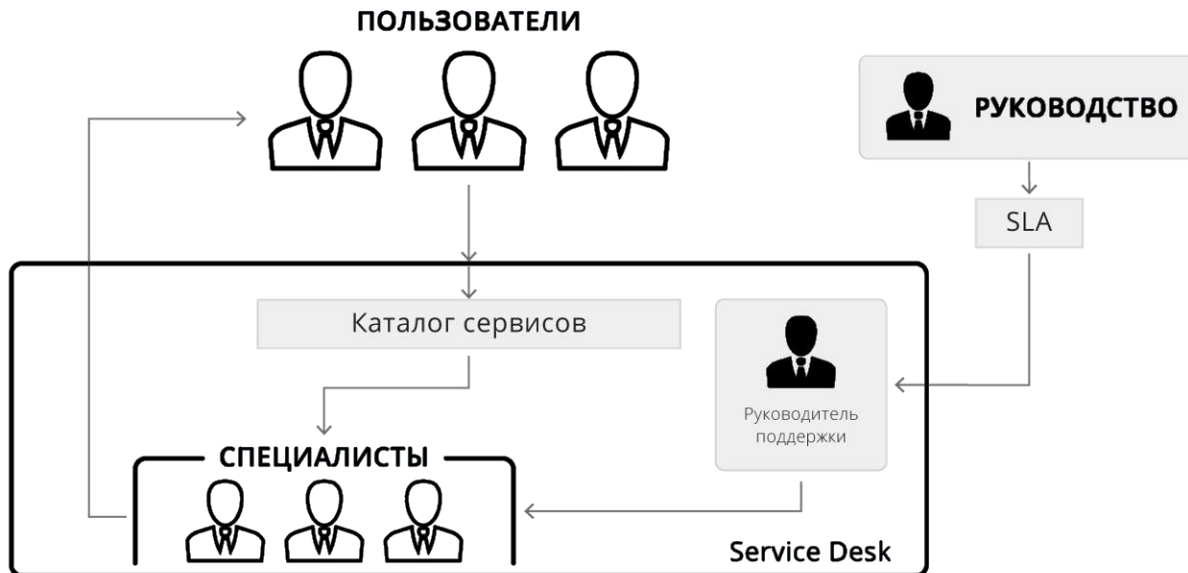 ПОЛЬЗОВАТЕЛИ
РУКОВОДСТВО
SLA
Каталог сервисов
Руководитель
поддержки
СПЕЦИАЛИСТЫ
Service Desk